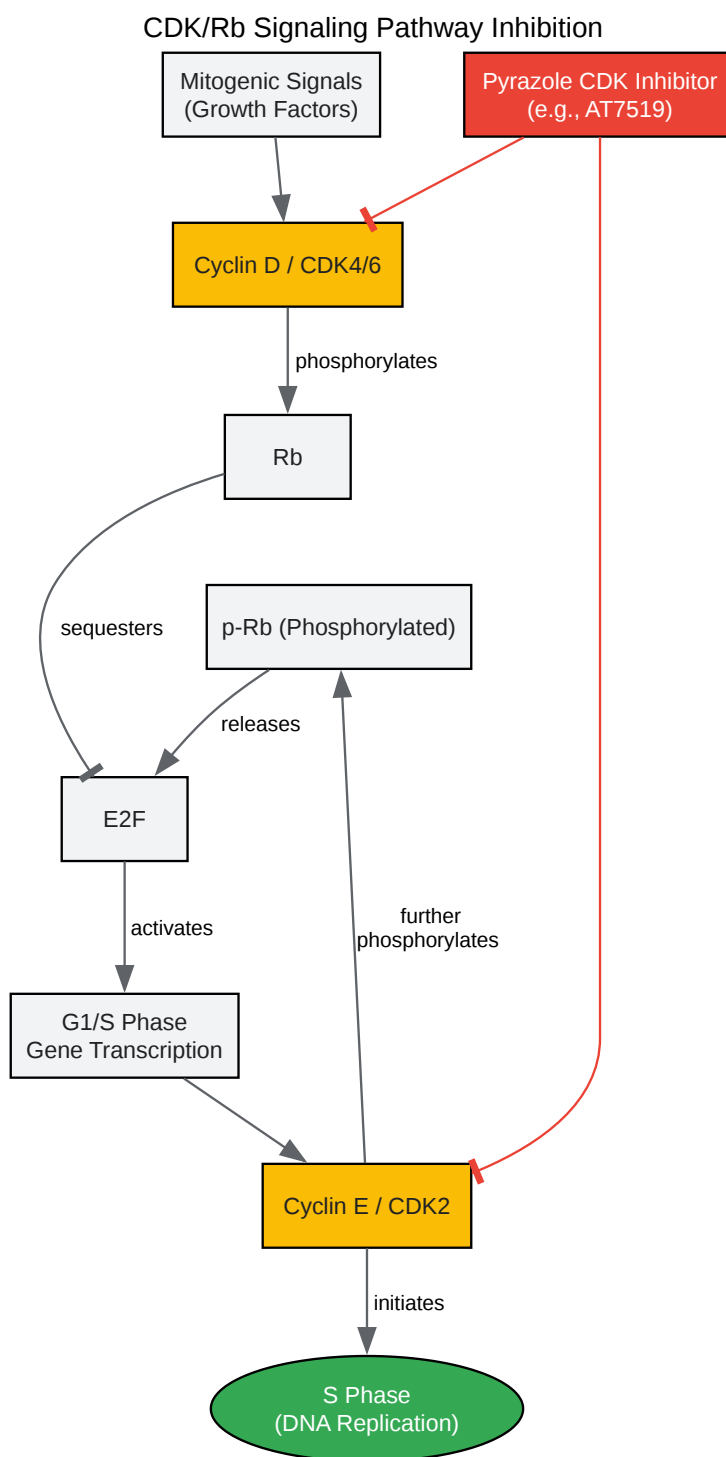 CDK/Rb Signaling Pathway Inhibition
Mitogenic Signals
(Growth Factors)
Pyrazole CDK Inhibitor
(e.g., AT7519)
Cyclin D / CDK4/6
phosphorylates
Rb
sequesters
p-Rb (Phosphorylated)
releases
E2F
activates
further
phosphorylates
G1/S Phase
Gene Transcription
Cyclin E / CDK2
initiates
S Phase
(DNA Replication)